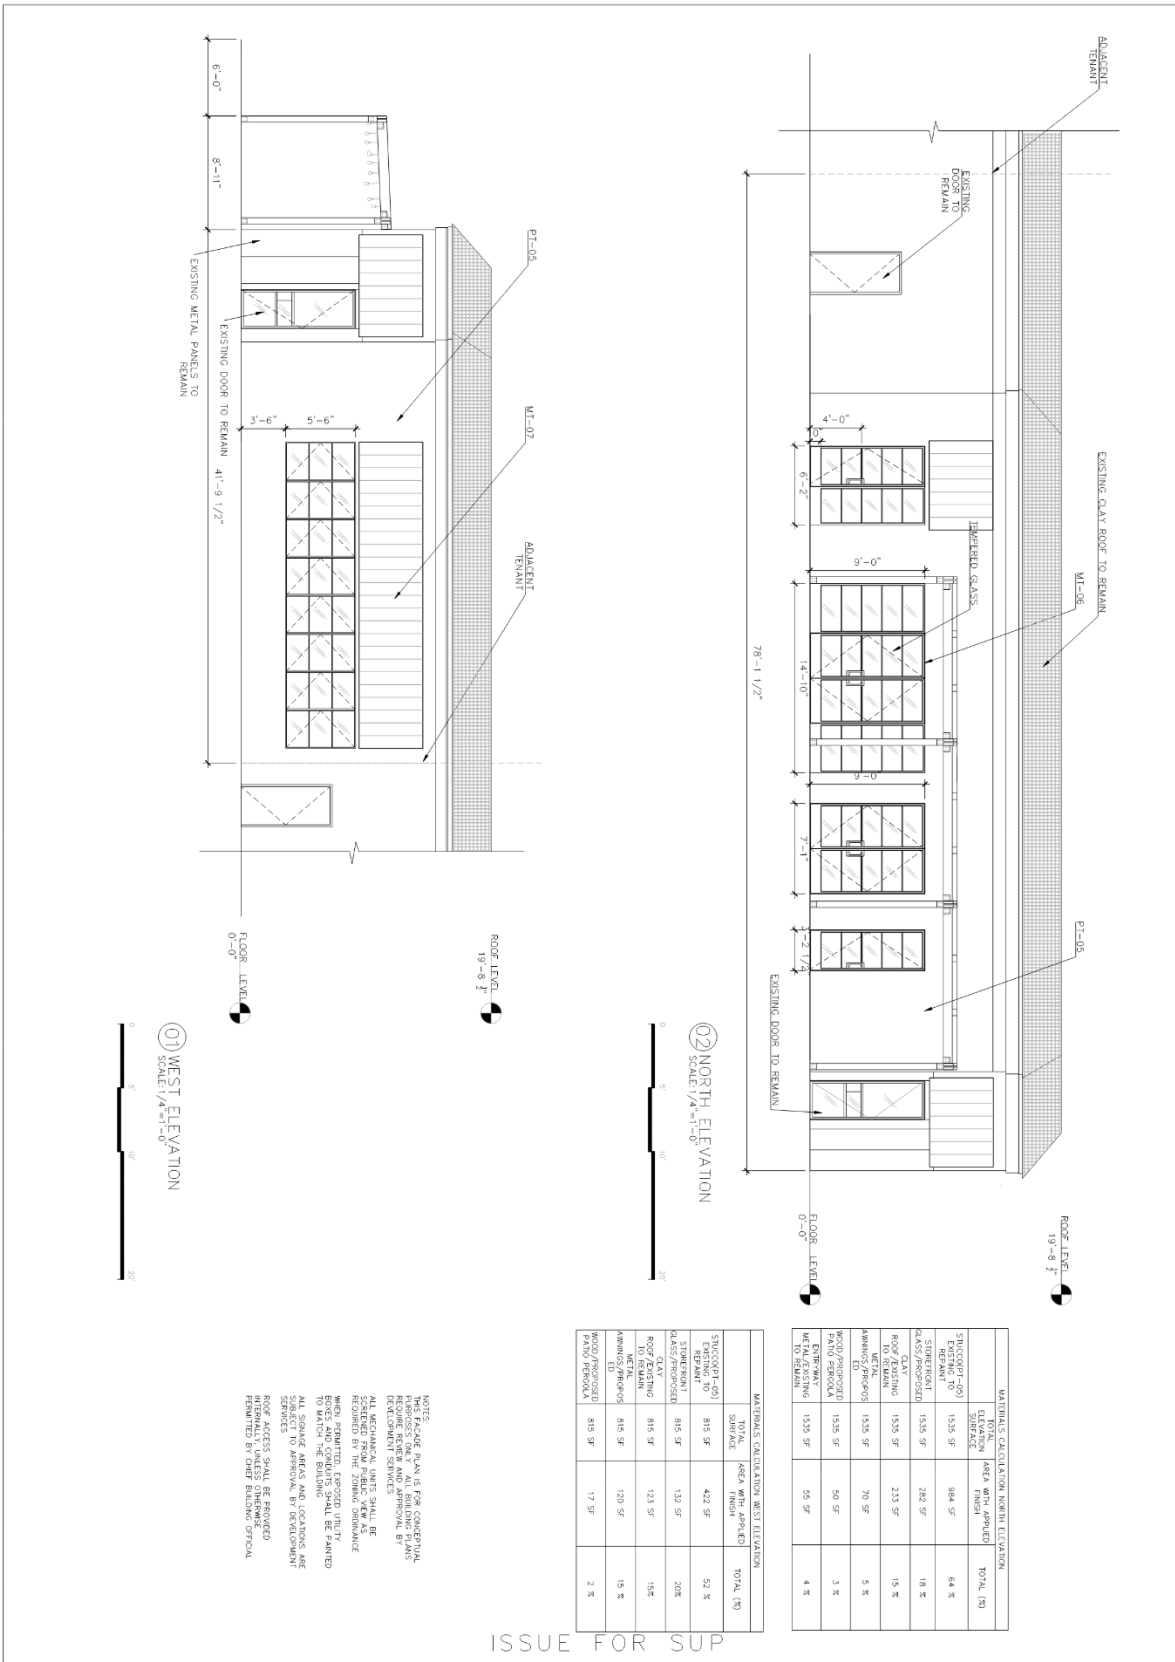 ADJACENT
TENANT
EXISTING
DOOR TO
REMAIN
EXISTING CLAY ROOF TO REMAIN
MT-06
TEMPERED GLASS
PT-05
4'-0"
0"
6'-2"
9'-0"
14'-10"
9'-0
7'-1"
3'-2 1/2"
78'-1 1/2"
EXISTING DOOR TO REMAIN
ROOF LEVEL
19'-8 1/2"
FLOOR LEVEL
0'-0"
02 NORTH ELEVATION
SCALE:1/4"=1'-0"
0 5' 10' 20'
6'-0"
8'-11"
PT-05
MT-07
ADJACENT
TENANT
3'-6"
5'-6"
EXISTING DOOR TO REMAIN
41'-9 1/2"
EXISTING METAL PANELS TO
REMAIN
ROOF LEVEL
19'-8 1/2"
FLOOR LEVEL
0'-0"
01 WEST ELEVATION
SCALE:1/4"=1'-0"
0 5' 10' 20'
MATERIALS CALCULATION NORTH ELEVATION
TOTAL
ELEVATION
SURFACE
AREA WITH APPLIED
FINISH
TOTAL (%)
STUCCO(PT-05)
EXISTING TO
REPAINT
1535 SF 984 SF 64 %
STOREFRONT
GLASS/PROPOSED
1535 SF 282 SF 18 %
CLAY
ROOF/EXISTING
TO REMAIN
1535 SF 233 SF 15 %
METAL
AWNINGS/PROPOS
ED
1535 SF 70 SF 5 %
WOOD/PROPOSED
PATIO PERGOLA
1535 SF 50 SF 3 %
ENTRYWAY
METAL/EXISTING
TO REMAIN
1535 SF 55 SF 4 %
MATERIALS CALCULATION WEST ELEVATION
TOTAL
SURFACE
AREA WITH APPLIED
FINISH
TOTAL (%)
STUCCO(PT-05)
EXISTING TO
REPAINT
815 SF 422 SF 52 %
STOREFRONT
GLASS/PROPOSED
815 SF 132 SF 20%
CLAY
ROOF/EXISTING
TO REMAIN
815 SF 123 SF 15%
METAL
AWNINGS/PROPOS
ED
815 SF 120 SF 15 %
WOOD/PROPOSED
PATIO PERGOLA
815 SF 17 SF 2 %
NOTES:
THIS FACADE PLAN IS FOR CONCEPTUAL
PURPOSES ONLY. ALL BUILDING PLANS
REQUIRE REVIEW AND APPROVAL BY
DEVELOPMENT SERVICES
ALL MECHANICAL UNITS SHALL BE
SCREENED FROM PUBLIC VIEW AS
REQUIRED BY THE ZONING ORDINANCE
WHEN PERMITTED, EXPOSED UTILITY
BOXES AND CONDUITS SHALL BE PAINTED
TO MATCH THE BUILDING
ALL SIGNAGE AREAS AND LOCATIONS ARE
SUBJECT TO APPROVAL BY DEVELOPMENT
SERVICES
ROOF ACCESS SHALL BE PROVIDED
INTERNALLY, UNLESS OTHERWISE
PERMITTED BY CHIEF BUILDING OFFICIAL
ISSUE FOR SUP